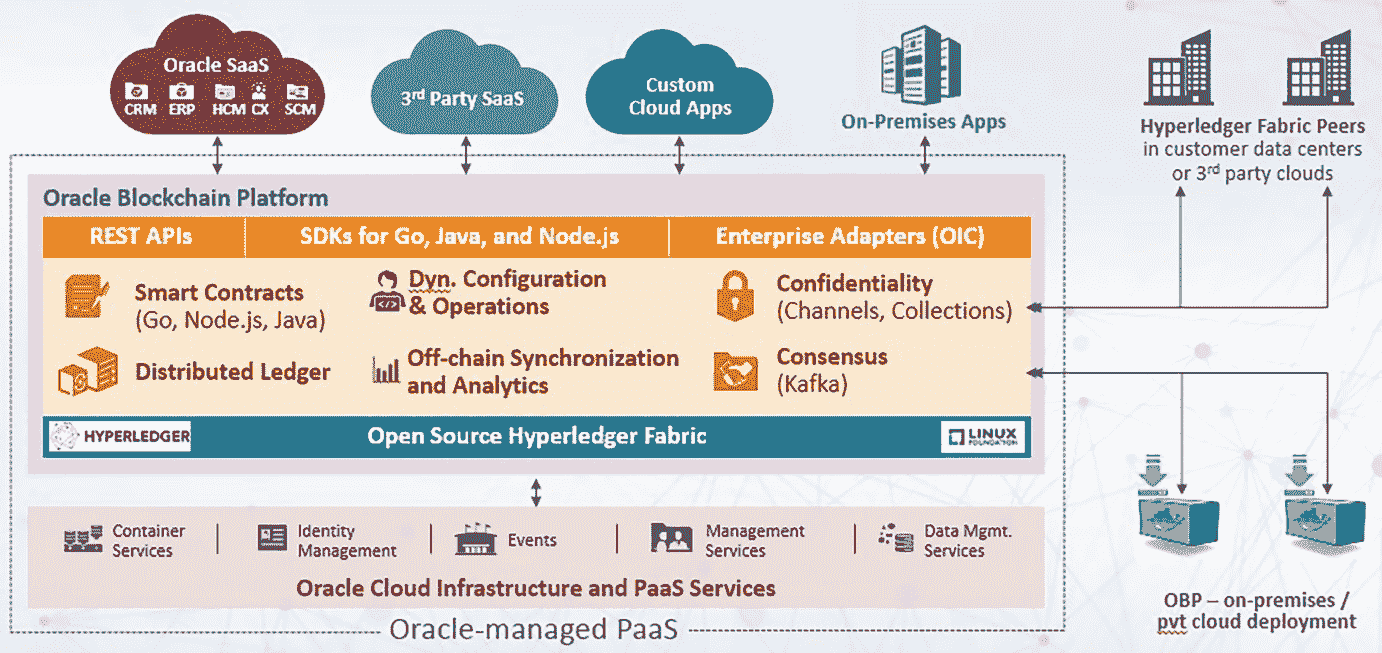 Oracle SaaS
CRM ERP HCM CX SCM
3rd Party SaaS
Custom
Cloud Apps
On-Premises Apps
Hyperledger Fabric Peers
in customer data centers
or 3rd party clouds
Oracle Blockchain Platform
REST APIs
SDKs for Go, Java, and Node.js
Enterprise Adapters (OIC)
Smart Contracts
(Go, Node.js, Java)
Dyn. Configuration
& Operations
Confidentiality
(Channels, Collections)
Distributed Ledger
Off-chain Synchronization
and Analytics
Consensus
(Kafka)
HYPERLEDGER
Open Source Hyperledger Fabric
LINUX
FOUNDATION
Container
Services
Identity
Management
Events
Management
Services
Data Mgmt.
Services
Oracle Cloud Infrastructure and PaaS Services
Oracle-managed PaaS
OBP – on-premises /
pvt cloud deployment